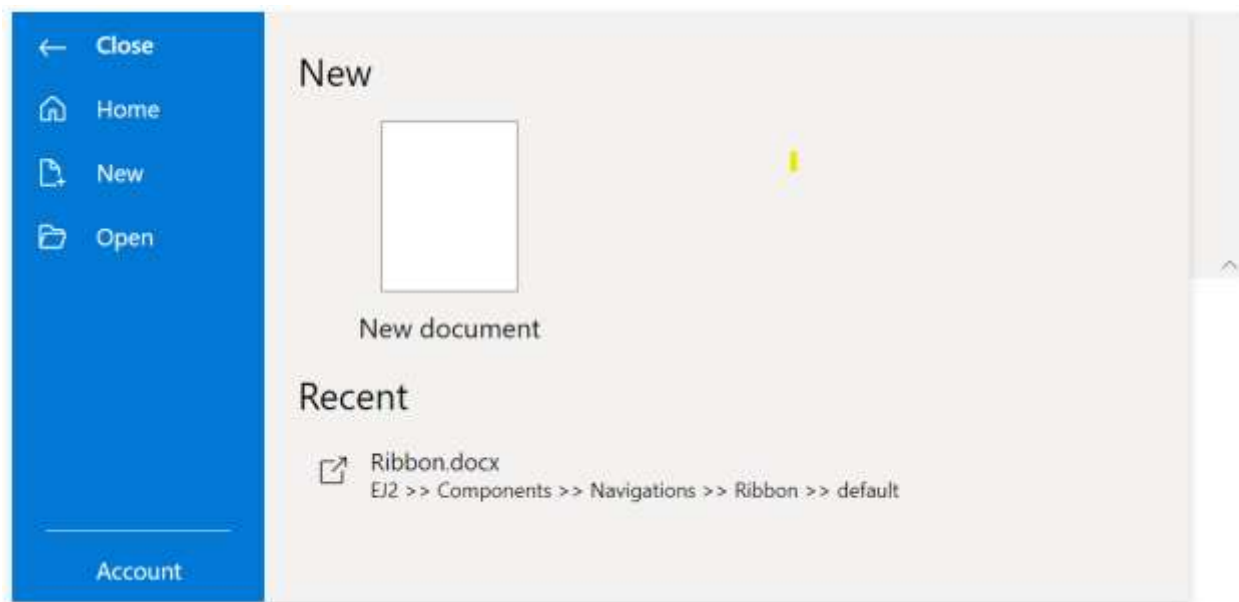 Close
Home
New
Open
Account
New
New document
Recent
Ribbon.docx
EJ2 >> Components >> Navigations >> Ribbon >> default